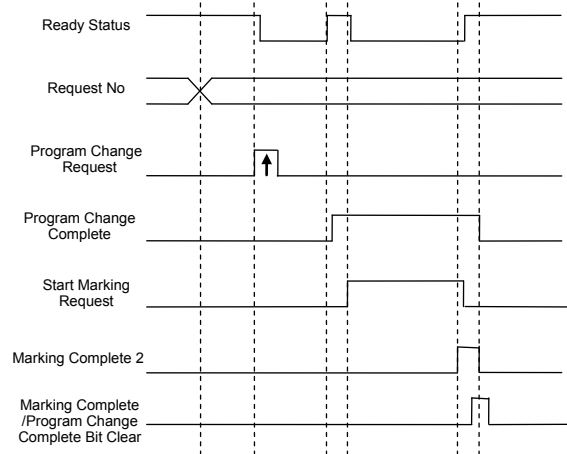 Ready Status
Request No
Program Change
Request
Program Change
Complete
Start Marking
Request
Marking Complete 2
Marking Complete
/Program Change
Complete Bit Clear